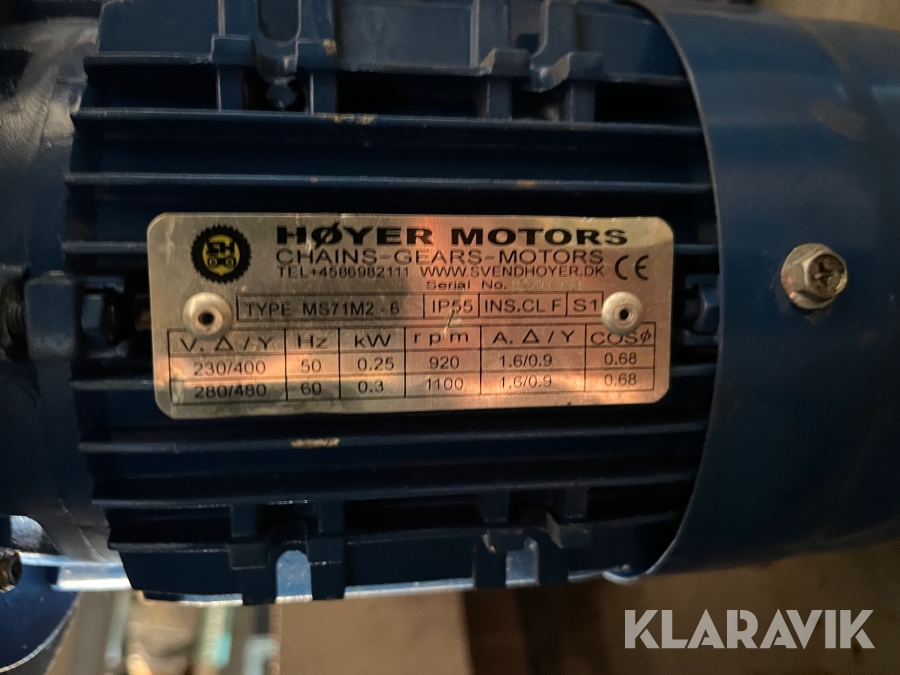 HØYER MOTORS
CHAINS-GEARS-MOTORS
TEL+4586982111 WWW.SVENDHOYER.DK
CE
Serial No.
TYPE MS71M2-6 IP55 INS.CL F S1
V, Δ/Y Hz kW rpm A, Δ/Y COSϕ
230/400 50 0.25 920 1.6/0.9 0.68
280/480 60 0.3 1100 1.6/0.9 0.68
KLARAVIK